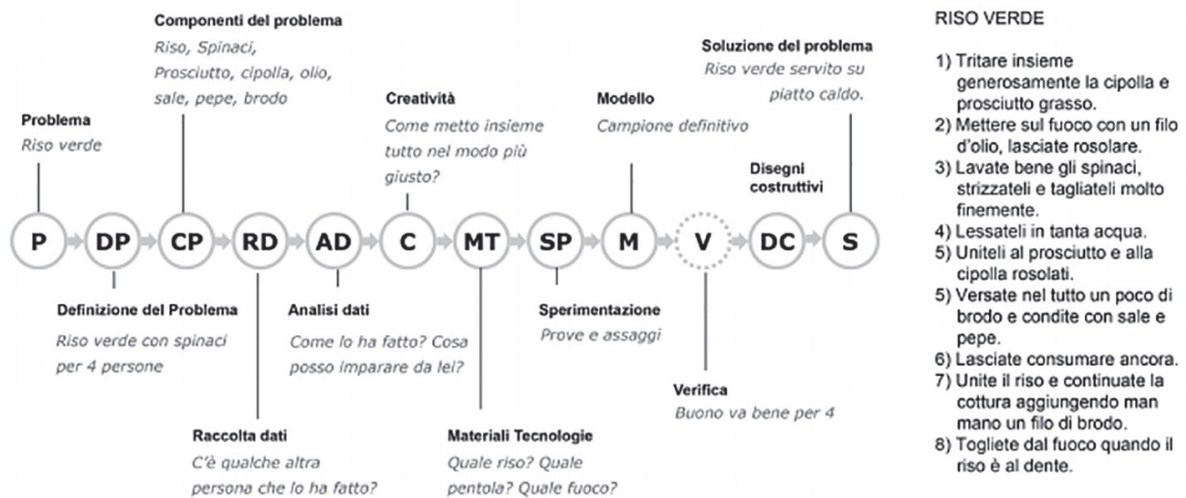 Componenti del problema
Riso, Spinaci,
Prosciutto, cipolla, olio,
sale, pepe, brodo
Soluzione del problema
Riso verde servito su
piatto caldo.
Creatività
Come metto insieme
tutto nel modo più
giusto?
Modello
Campione definitivo
Problema
Riso verde
Disegni
costruttivi
P
DP
CP
RD
AD
C
MT
SP
M
V
DC
S
Definizione del Problema
Riso verde con spinaci
per 4 persone
Analisi dati
Come lo ha fatto? Cosa
posso imparare da lei?
Sperimentazione
Prove e assaggi
Verifica
Buono va bene per 4
Raccolta dati
C'è qualche altra
persona che lo ha fatto?
Materiali Tecnologie
Quale riso? Quale
pentola? Quale fuoco?
RISO VERDE
1) Tritare insieme
generosamente la cipolla e
prosciutto grasso.
2) Mettere sul fuoco con un filo
d'olio, lasciate rosolare.
3) Lavate bene gli spinaci,
strizzateli e tagliateli molto
finemente.
4) Lessateli in tanta acqua.
5) Uniteli al prosciutto e alla
cipolla rosolati.
5) Versate nel tutto un poco di
brodo e condite con sale e
pepe.
6) Lasciate consumare ancora.
7) Unite il riso e continuate la
cottura aggiungendo man
mano un filo di brodo.
8) Togliete dal fuoco quando il
riso è al dente.